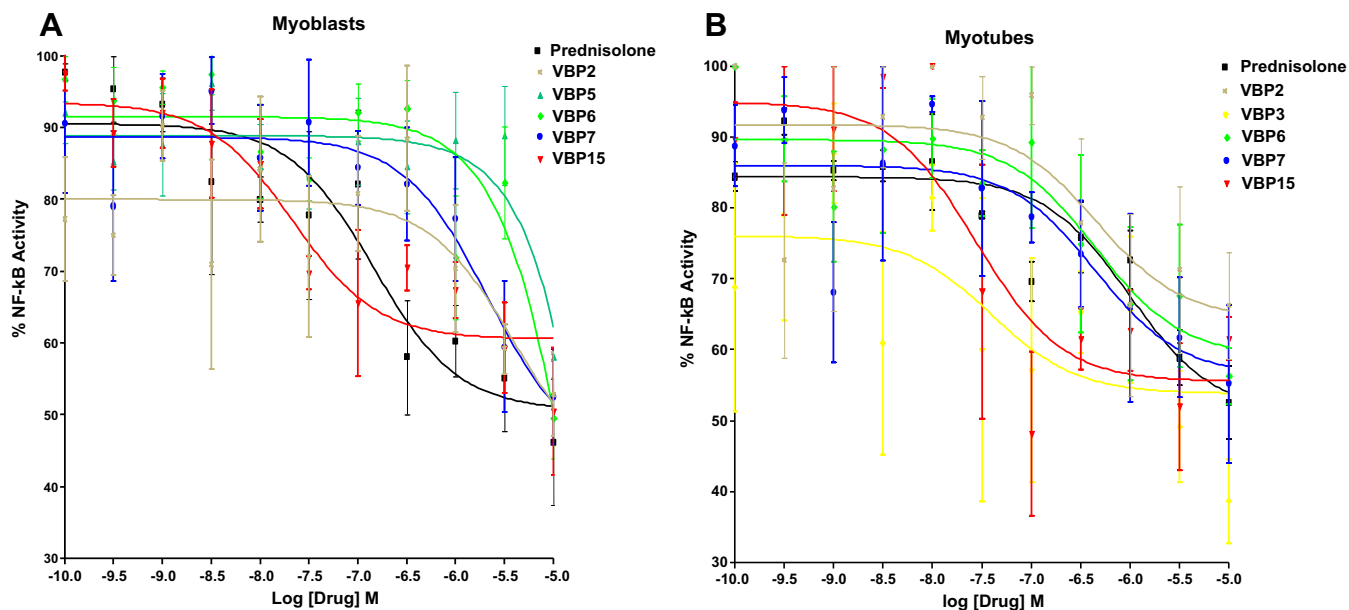 A
Myoblasts
% NF-kB Activity
100
90
80
70
60
50
40
30
-10.0 -9.5 -9.0 -8.5 -8.0 -7.5 -7.0 -6.5 -6.0 -5.5 -5.0
Log [Drug] M
Prednisolone
VBP2
VBP5
VBP6
VBP7
VBP15
B
Myotubes
% NF-kB Activity
100
90
80
70
60
50
40
30
-10.0 -9.5 -9.0 -8.5 -8.0 -7.5 -7.0 -6.5 -6.0 -5.5 -5.0
log [Drug] M
Prednisolone
VBP2
VBP3
VBP6
VBP7
VBP15